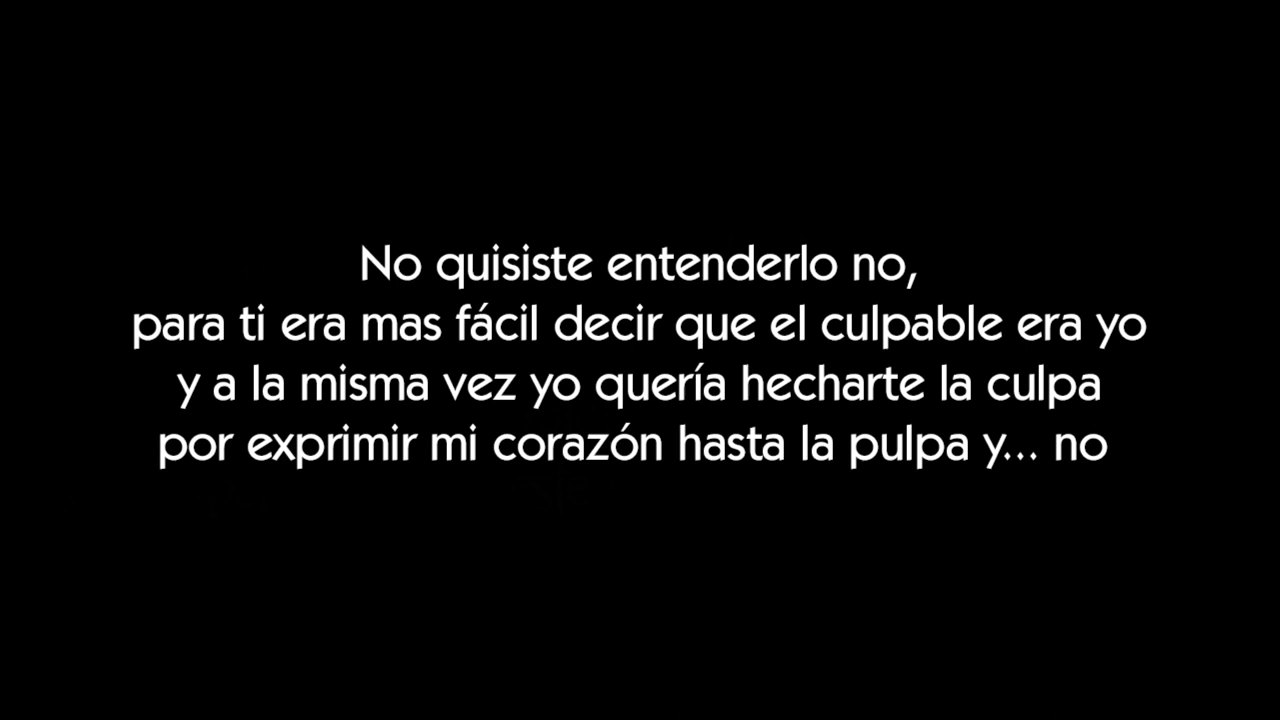 No quisiste entenderlo no,
para ti era mas fácil decir que el culpable era yo
y a la misma vez yo quería hecharte la culpa
por exprimir mi corazón hasta la pulpa y... no